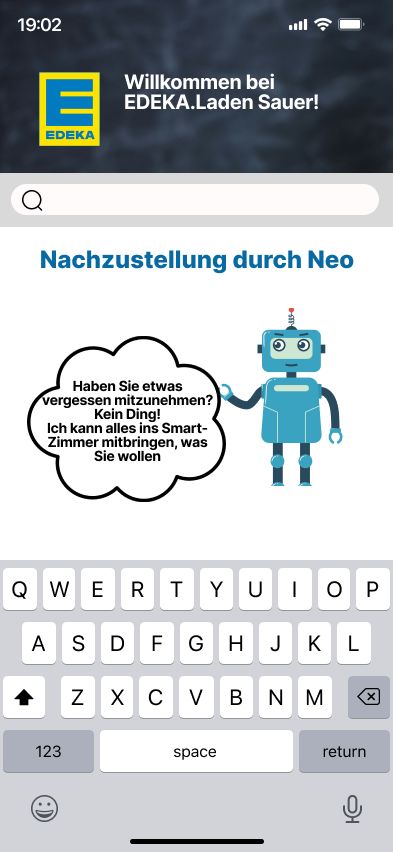 19:02
Willkommen bei
EDEKA.Laden Sauer!
E
EDEKA
Nachzustellung durch Neo
Haben Sie etwas
vergessen mitzunehmen?
Kein Ding!
Ich kann alles ins Smart-
Zimmer mitbringen, was
Sie wollen
Q W E R T Y U I O P
A S D F G H J K L
Z X C V B N M
123 space return